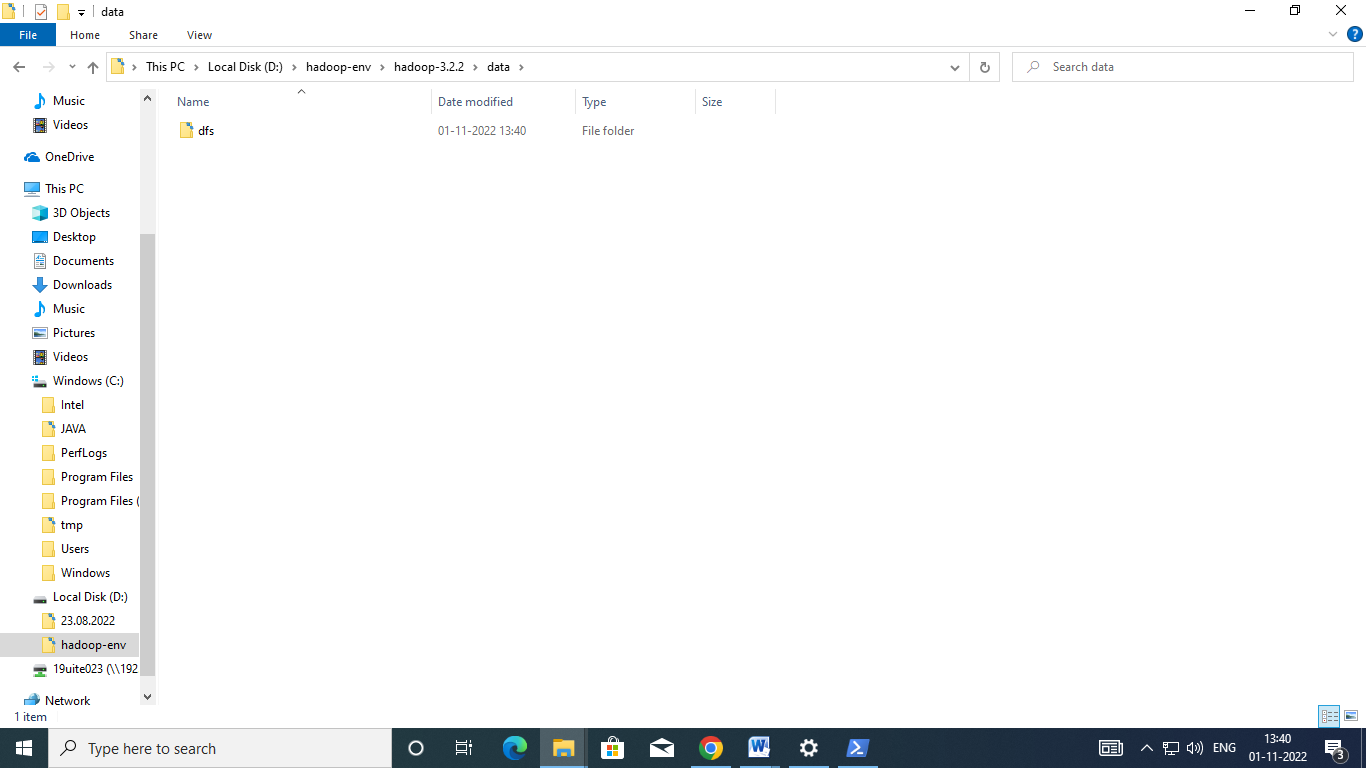 data
File Home Share View
This PC Local Disk (D:) hadoop-env hadoop-3.2.2 data
Search data
Name Date modified Type Size
dfs 01-11-2022 13:40 File folder
Music
Videos
OneDrive
This PC
3D Objects
Desktop
Documents
Downloads
Music
Pictures
Videos
Windows (C:)
Intel
JAVA
PerfLogs
Program Files
Program Files (
tmp
Users
Windows
Local Disk (D:)
23.08.2022
hadoop-env
19uite023 (\\192
Network
1 item
Type here to search
ENG
13:40
01-11-2022
3